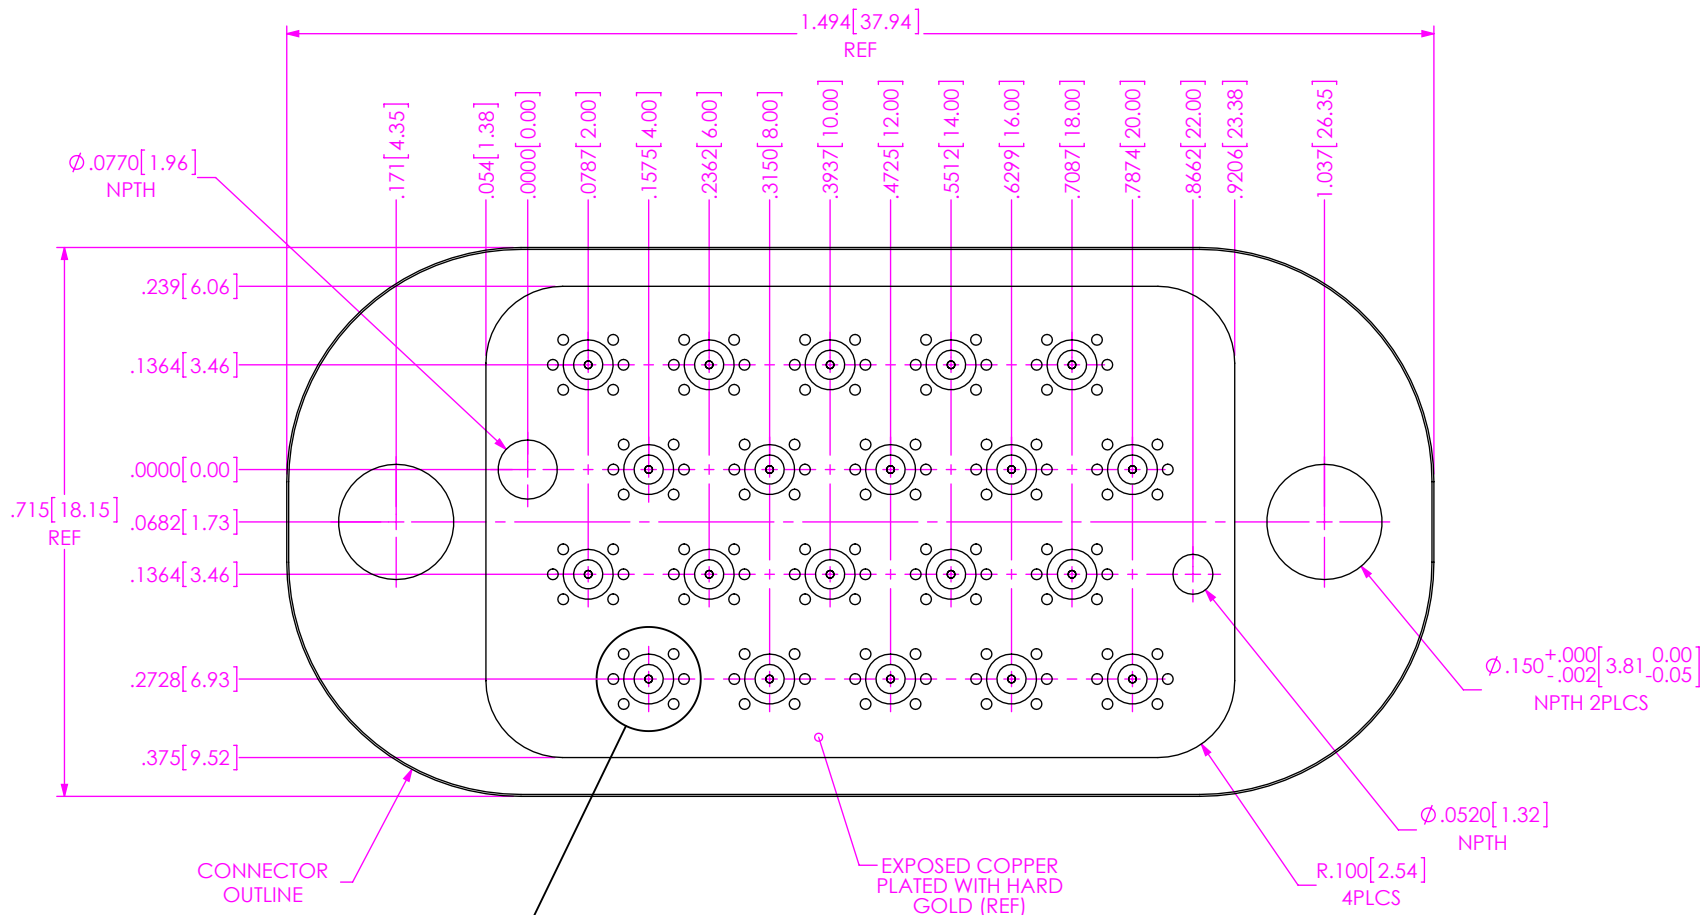 1.494[37.94]
REF
.171[4.35]
.054[1.38]
.0000[0.00]
.0787[2.00]
.1575[4.00]
.2362[6.00]
.3150[8.00]
.3937[10.00]
.4725[12.00]
.5512[14.00]
.6299[16.00]
.7087[18.00]
.7874[20.00]
.8662[22.00]
.9206[23.38]
1.037[26.35]
Ø.0770[1.96]
NPTH
.239[6.06]
.1364[3.46]
.0000[0.00]
.715[18.15]
REF
.0682[1.73]
.1364[3.46]
.2728[6.93]
.375[9.52]
Ø.150 +.000 -.002 [3.81 0.00 -0.05]
NPTH 2PLCS
Ø.0520[1.32]
NPTH
R.100[2.54]
4PLCS
CONNECTOR
OUTLINE
EXPOSED COPPER
PLATED WITH HARD
GOLD (REF)